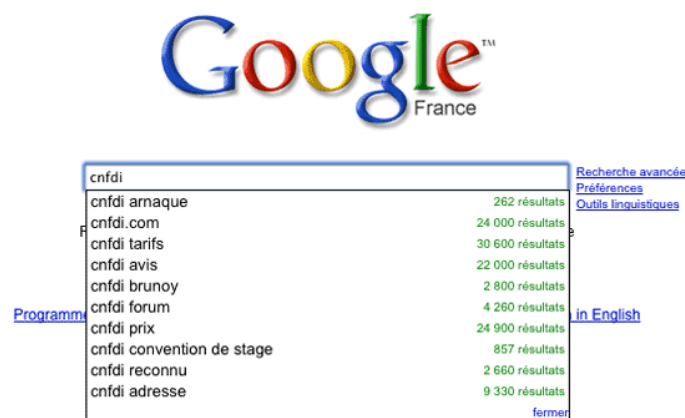 Google™
France
cnfdi
Recherche avancée
Préférences
Outils linguistiques
cnfdi arnaque 262 résultats
cnfdi.com 24 000 résultats
cnfdi tarifs 30 600 résultats
cnfdi avis 22 000 résultats
cnfdi brunoy 2 800 résultats
cnfdi forum 4 260 résultats
Programme in English
cnfdi prix 24 900 résultats
cnfdi convention de stage 857 résultats
cnfdi reconnu 2 660 résultats
cnfdi adresse 9 330 résultats
fermer